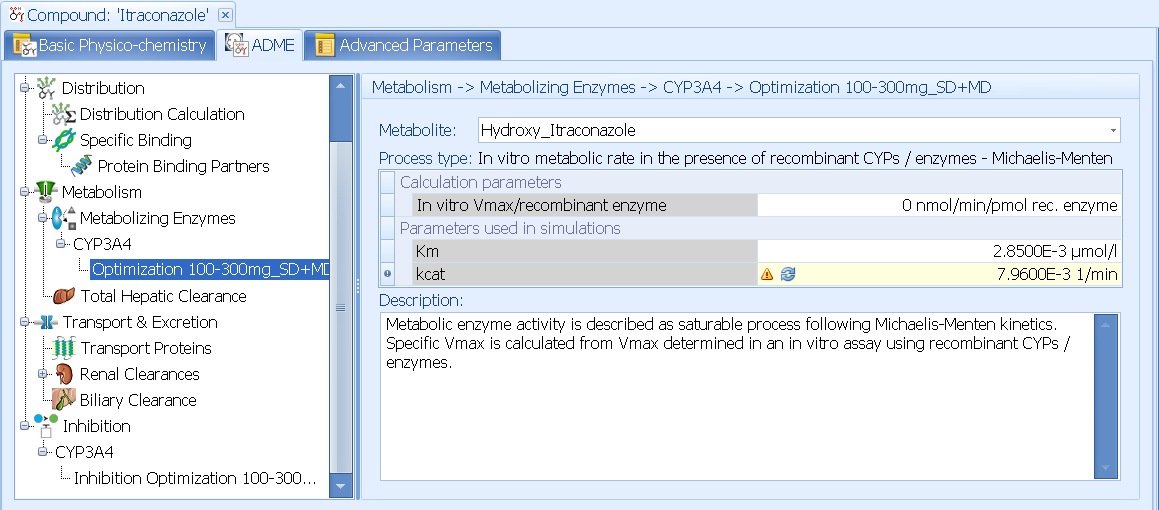 Compound: 'Itraconazole'
Basic Physico-chemistry ADME Advanced Parameters
Distribution
Distribution Calculation
Specific Binding
Protein Binding Partners
Metabolism
Metabolizing Enzymes
CYP3A4
Optimization 100-300mg_SD+MD
Total Hepatic Clearance
Transport & Excretion
Transport Proteins
Renal Clearances
Biliary Clearance
Inhibition
CYP3A4
Inhibition Optimization 100-300...
Metabolism -> Metabolizing Enzymes -> CYP3A4 -> Optimization 100-300mg_SD+MD
Metabolite: Hydroxy_Itraconazole
Process type: In vitro metabolic rate in the presence of recombinant CYPs / enzymes - Michaelis-Menten
Calculation parameters
In vitro Vmax/recombinant enzyme 0 nmol/min/pmol rec. enzyme
Parameters used in simulations
Km 2.8500E-3 µmol/l
kcat 7.9600E-3 1/min
Description:
Metabolic enzyme activity is described as saturable process following Michaelis-Menten kinetics.
Specific Vmax is calculated from Vmax determined in an in vitro assay using recombinant CYPs /
enzymes.